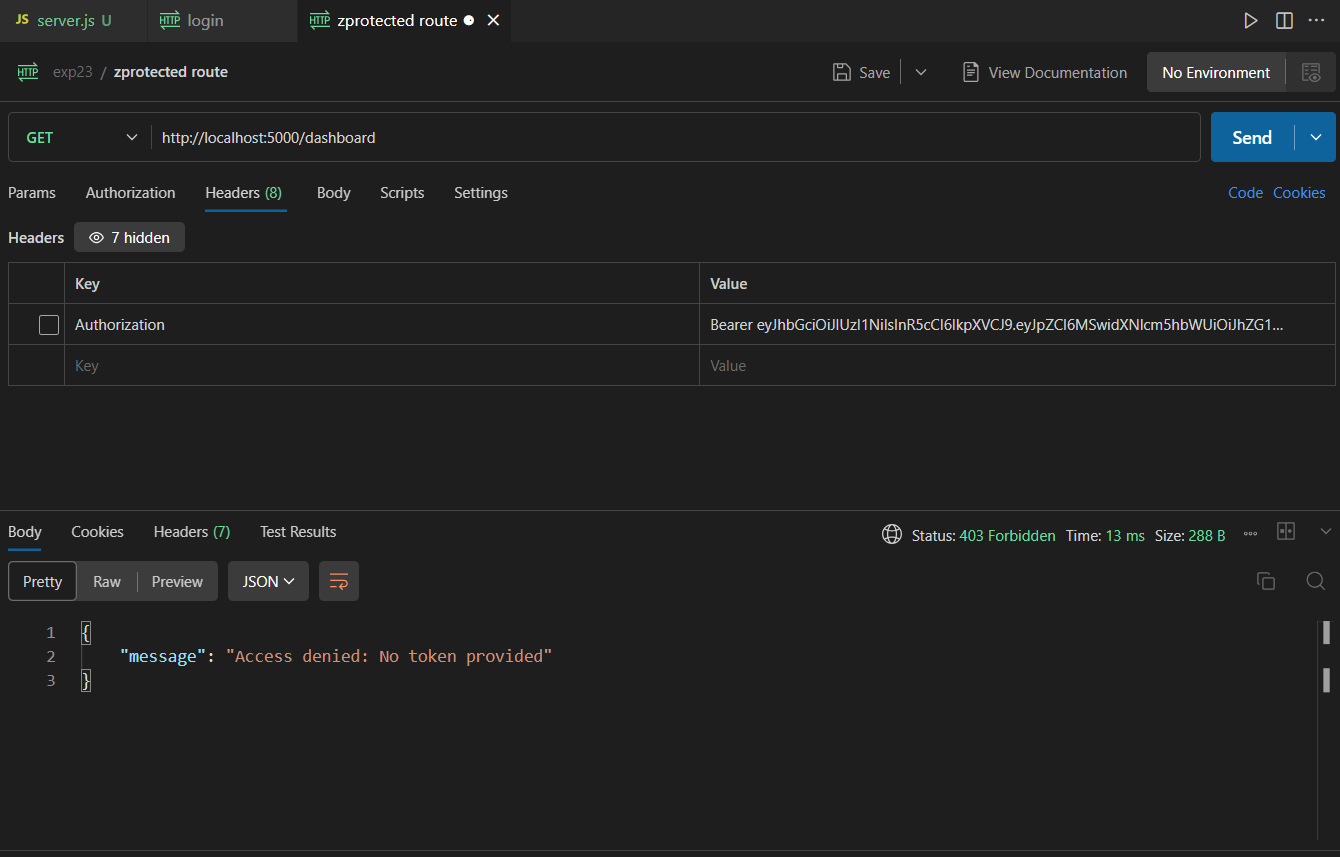 JS server.js U
HTTP login
HTTP zprotected route
HTTP exp23 / zprotected route
Save
View Documentation
No Environment
GET
http://localhost:5000/dashboard
Send
Params
Authorization
Headers (8)
Body
Scripts
Settings
Code
Cookies
Headers
7 hidden
Key
Value
Authorization
Bearer eyJhbGciOiJIUzI1NiIsInR5cCI6IkpXVCJ9.eyJpZCI6MSwidXNlcm5hbWUiOiJhZG1...
Key
Value
Body
Cookies
Headers (7)
Test Results
Status: 403 Forbidden
Time: 13 ms
Size: 288 B
Pretty
Raw
Preview
JSON
1 {
2 "message": "Access denied: No token provided"
3 }